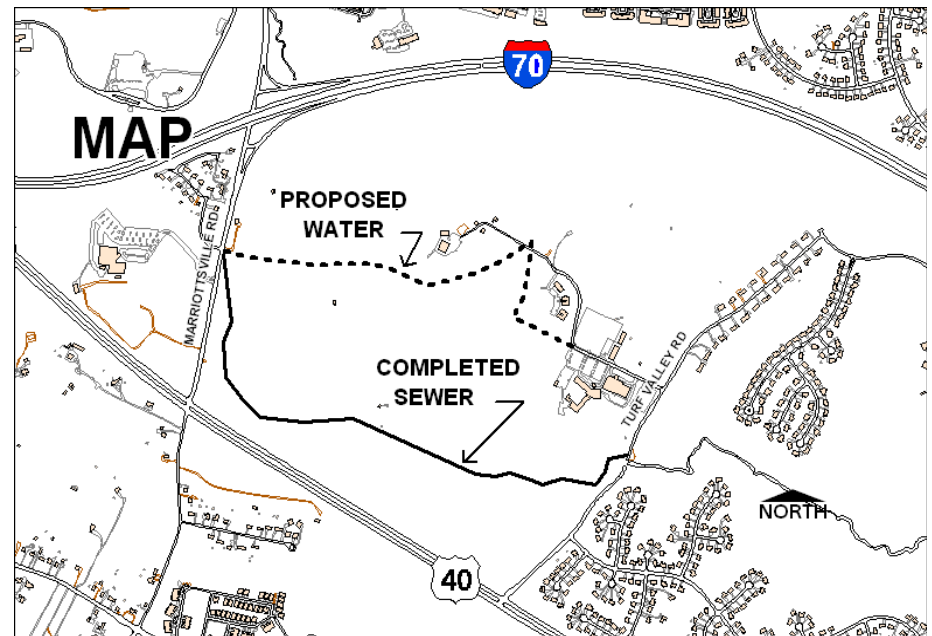 70
MAP
PROPOSED
WATER
MARRIOTTSVILLE RD
COMPLETED
SEWER
TURF VALLEY RD
NORTH
40